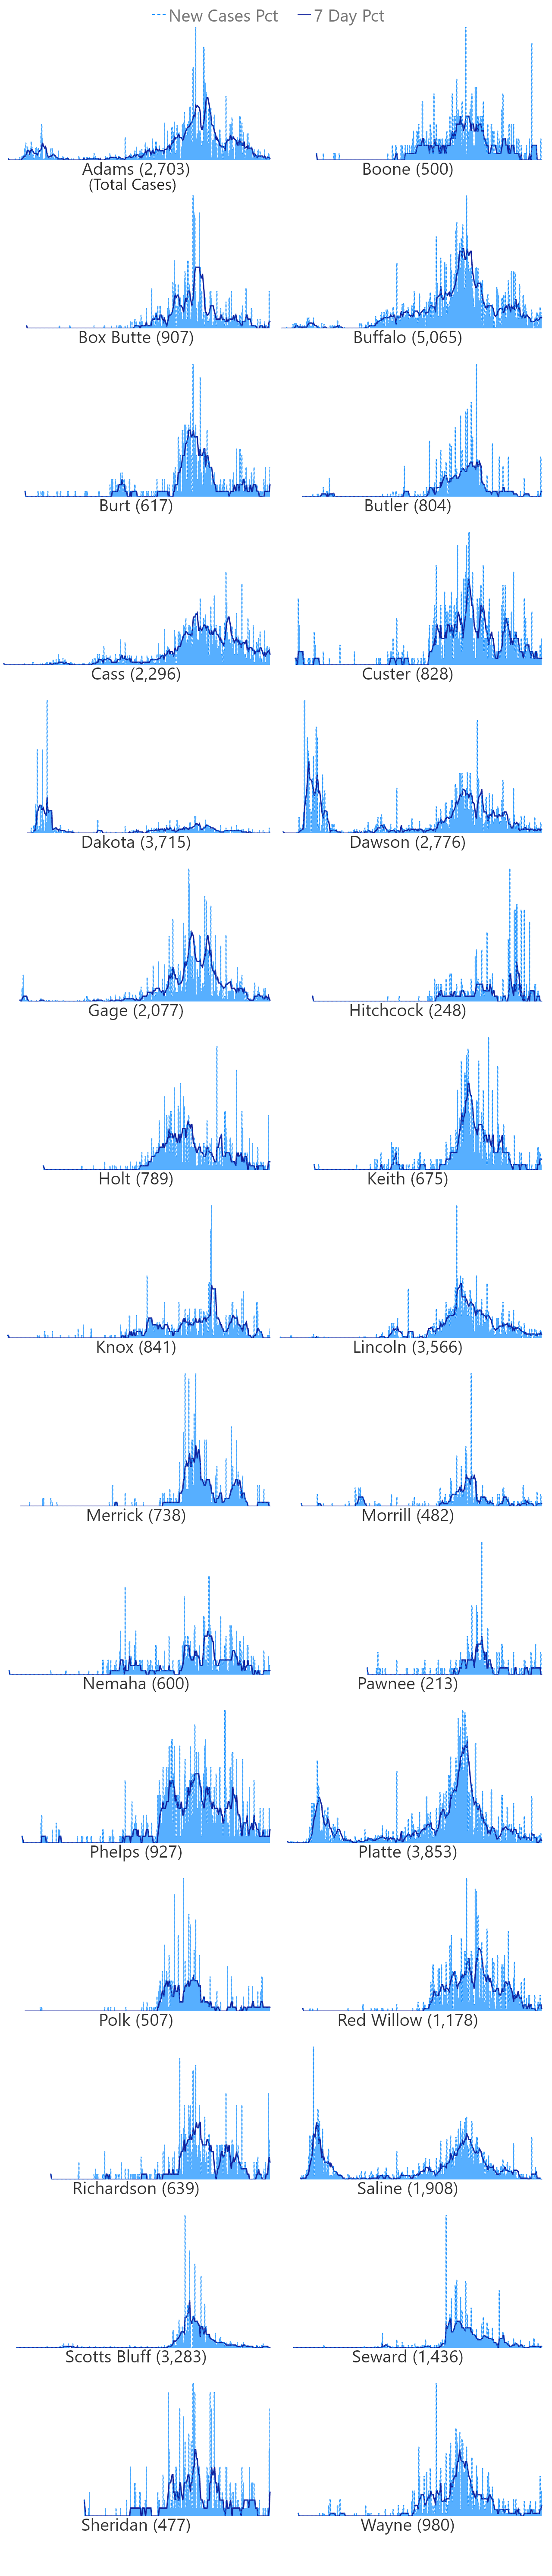 New Cases Pct 7 Day Pct
Adams (2,703) Boone (500)
(Total Cases)
Box Butte (907) Buffalo (5,065)
Burt (617) Butler (804)
Cass (2,296) Custer (828)
Dakota (3,715) Dawson (2,776)
Gage (2,077) Hitchcock (248)
Holt (789) Keith (675)
Knox (841) Lincoln (3,566)
Merrick (738) Morrill (482)
Nemaha (600) Pawnee (213)
Phelps (927) Platte (3,853)
Polk (507) Red Willow (1,178)
Richardson (639) Saline (1,908)
Scotts Bluff (3,283) Seward (1,436)
Sheridan (477) Wayne (980)